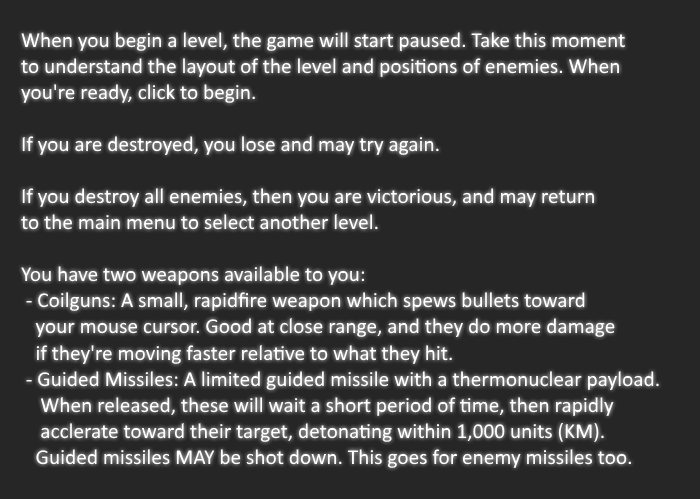 When you begin a level, the game will start paused. Take this moment
to understand the layout of the level and positions of enemies. When
you're ready, click to begin.
If you are destroyed, you lose and may try again.
If you destroy all enemies, then you are victorious, and may return
to the main menu to select another level.
You have two weapons available to you:
- Coilguns: A small, rapidfire weapon which spews bullets toward
your mouse cursor. Good at close range, and they do more damage
if they're moving faster relative to what they hit.
- Guided Missiles: A limited guided missile with a thermonuclear payload.
When released, these will wait a short period of time, then rapidly
acclerate toward their target, detonating within 1,000 units (KM).
Guided missiles MAY be shot down. This goes for enemy missiles too.